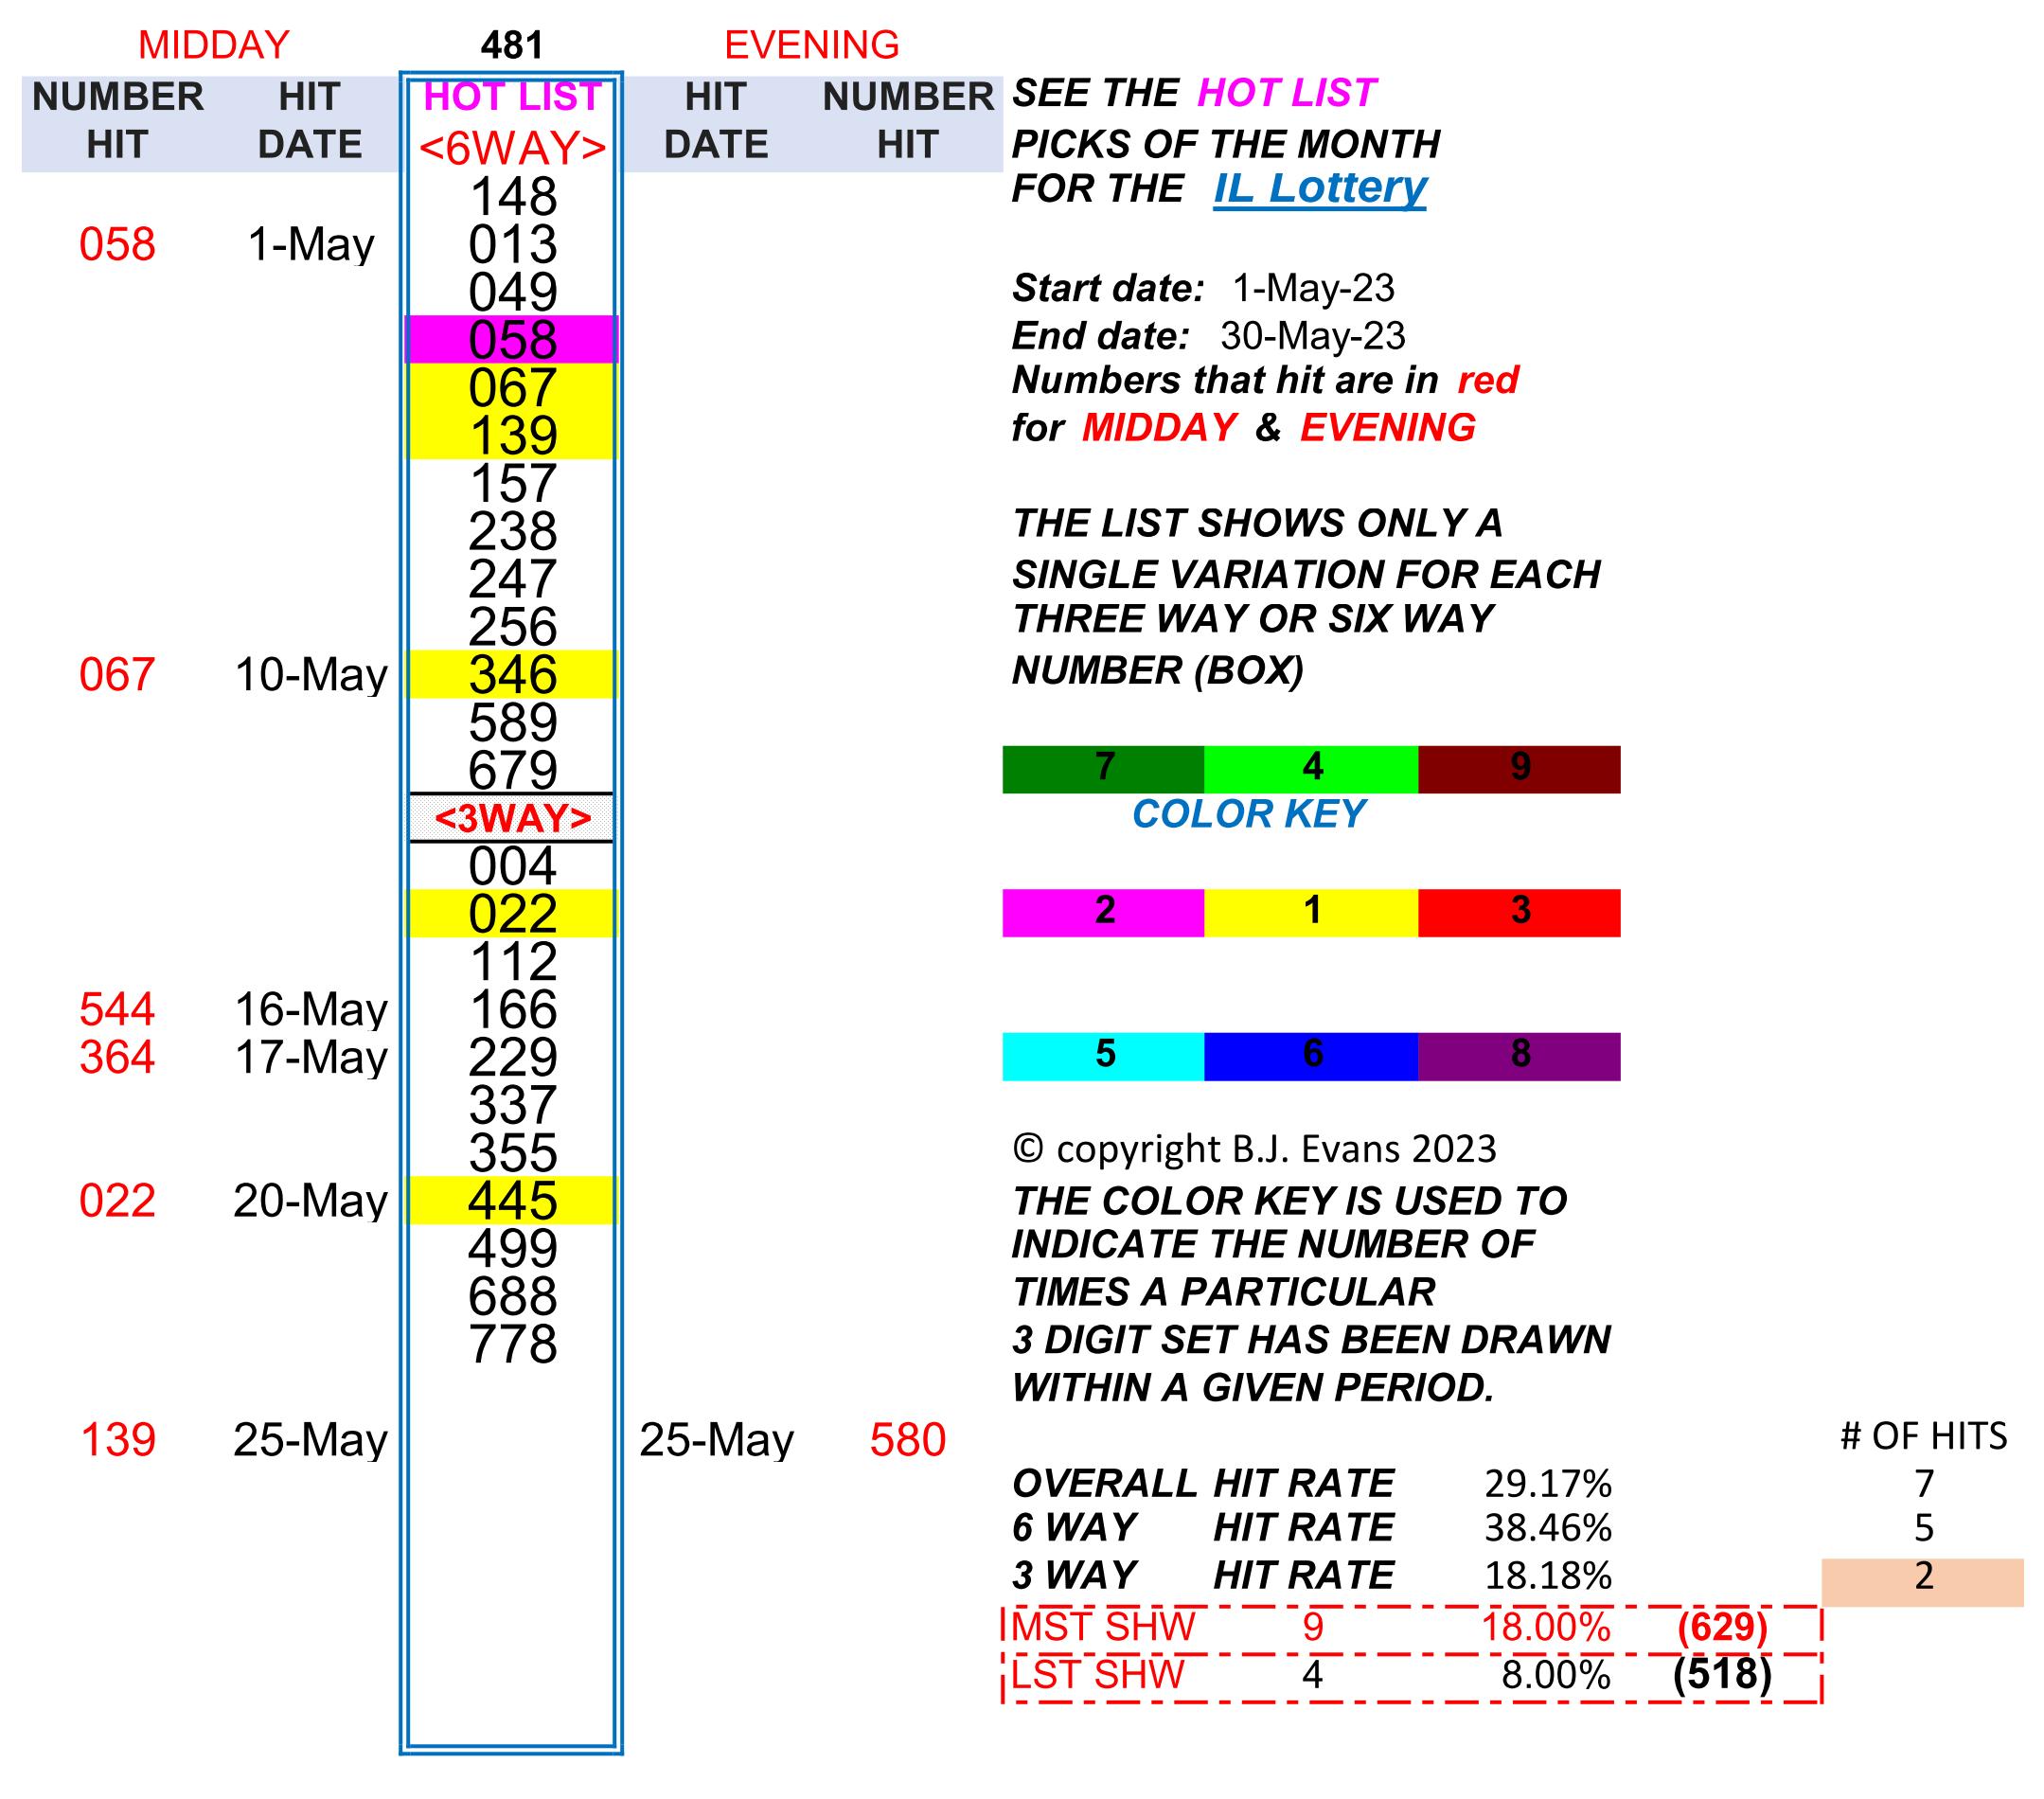 MIDDAY 481 EVENING
NUMBER HIT HOT LIST HIT NUMBER SEE THE HOT LIST
HIT DATE <6WAY> DATE HIT PICKS OF THE MONTH
148 FOR THE IL Lottery
058 1-May 013
049 Start date: 1-May-23
058 End date: 30-May-23
067 Numbers that hit are in red
139 for MIDDAY & EVENING
157
238 THE LIST SHOWS ONLY A
247 SINGLE VARIATION FOR EACH
256 THREE WAY OR SIX WAY
067 10-May 346 NUMBER (BOX)
589
679 7 4 9
<3WAY> COLOR KEY
004
022 2 1 3
112
544 16-May 166
364 17-May 229 5 6 8
337
355 © copyright B.J. Evans 2023
022 20-May 445 THE COLOR KEY IS USED TO
499 INDICATE THE NUMBER OF
688 TIMES A PARTICULAR
778 3 DIGIT SET HAS BEEN DRAWN
WITHIN A GIVEN PERIOD.
139 25-May 25-May 580 # OF HITS
OVERALL HIT RATE 29.17% 7
6 WAY HIT RATE 38.46% 5
3 WAY HIT RATE 18.18% 2
MST SHW 9 18.00% (629)
LST SHW 4 8.00% (518)